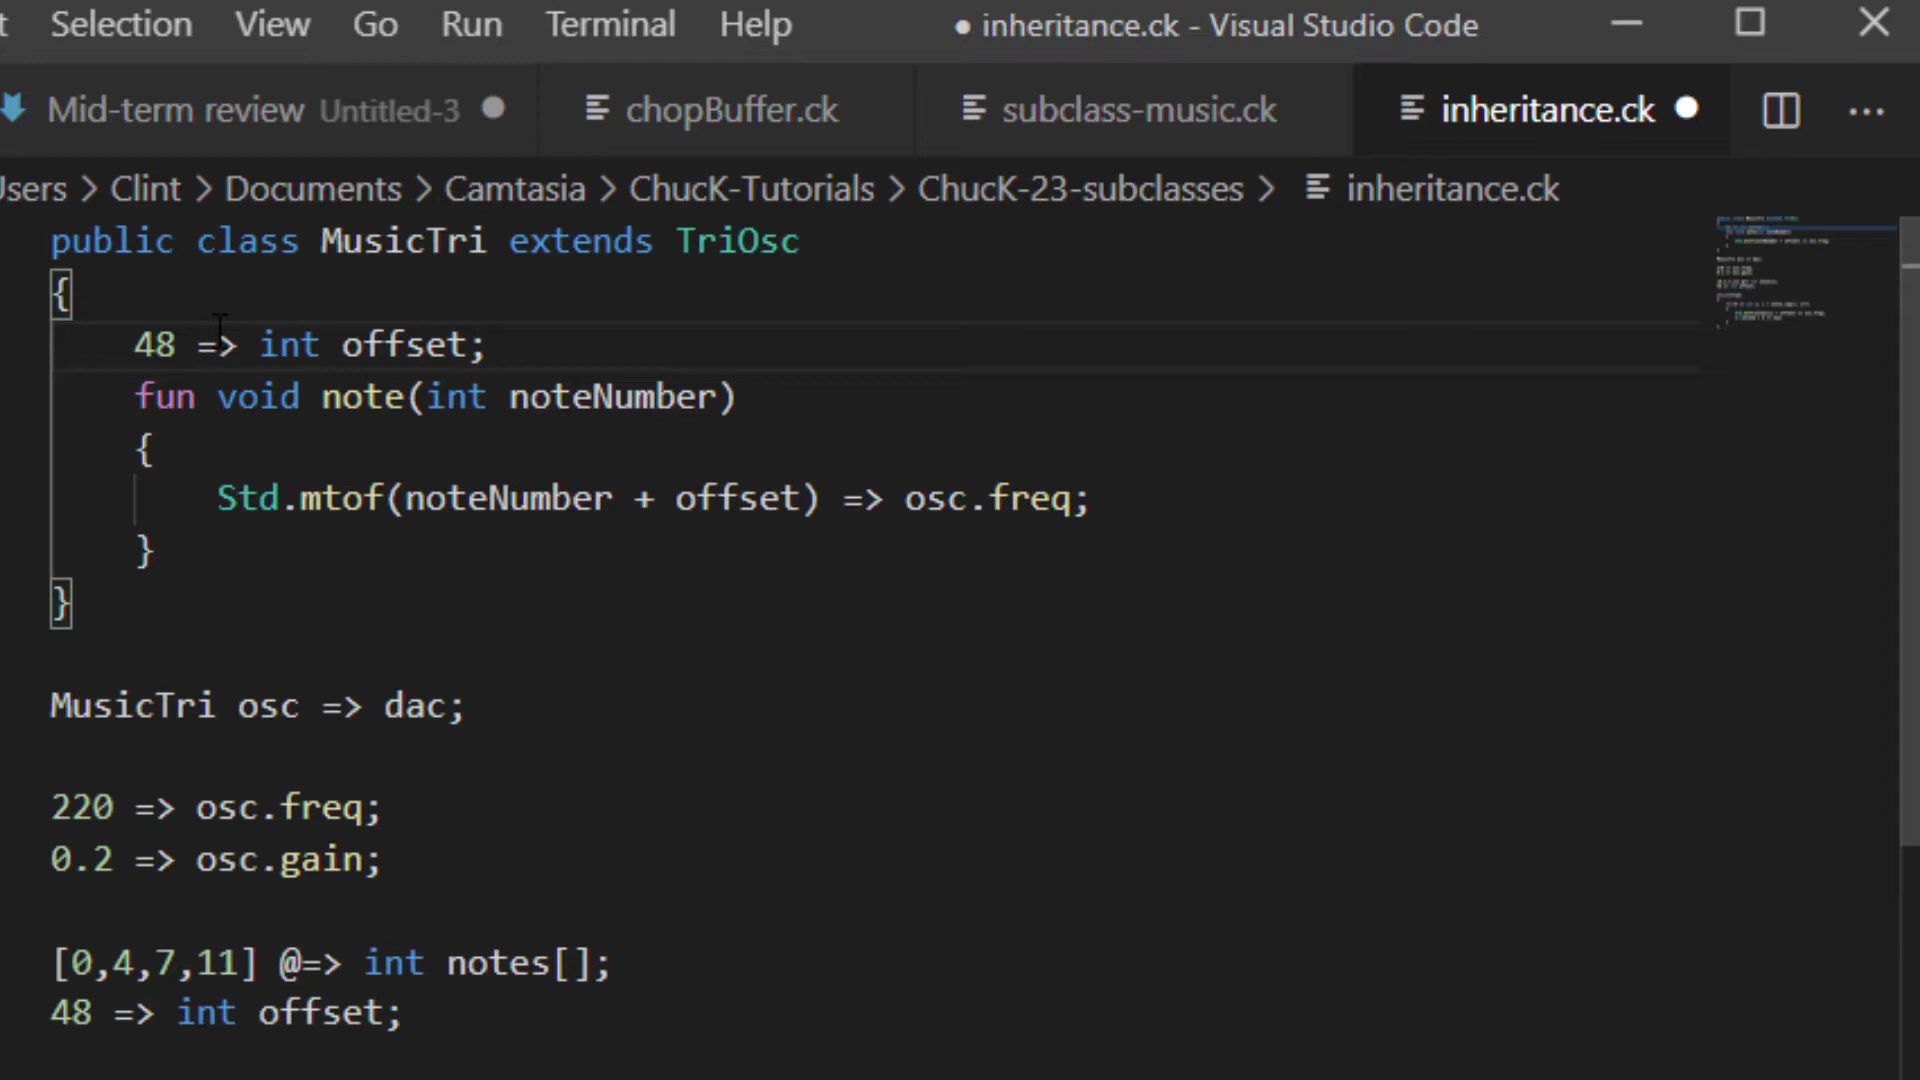 t Selection View Go Run Terminal Help ● inheritance.ck - Visual Studio Code
Mid-term review Untitled-3 chopBuffer.ck subclass-music.ck inheritance.ck
Users > Clint > Documents > Camtasia > ChucK-Tutorials > ChucK-23-subclasses > inheritance.ck
public class MusicTri extends TriOsc
{
48 => int offset;
fun void note(int noteNumber)
{
Std.mtof(noteNumber + offset) => osc.freq;
}
}
MusicTri osc => dac;
220 => osc.freq;
0.2 => osc.gain;
[0,4,7,11] @=> int notes[];
48 => int offset;